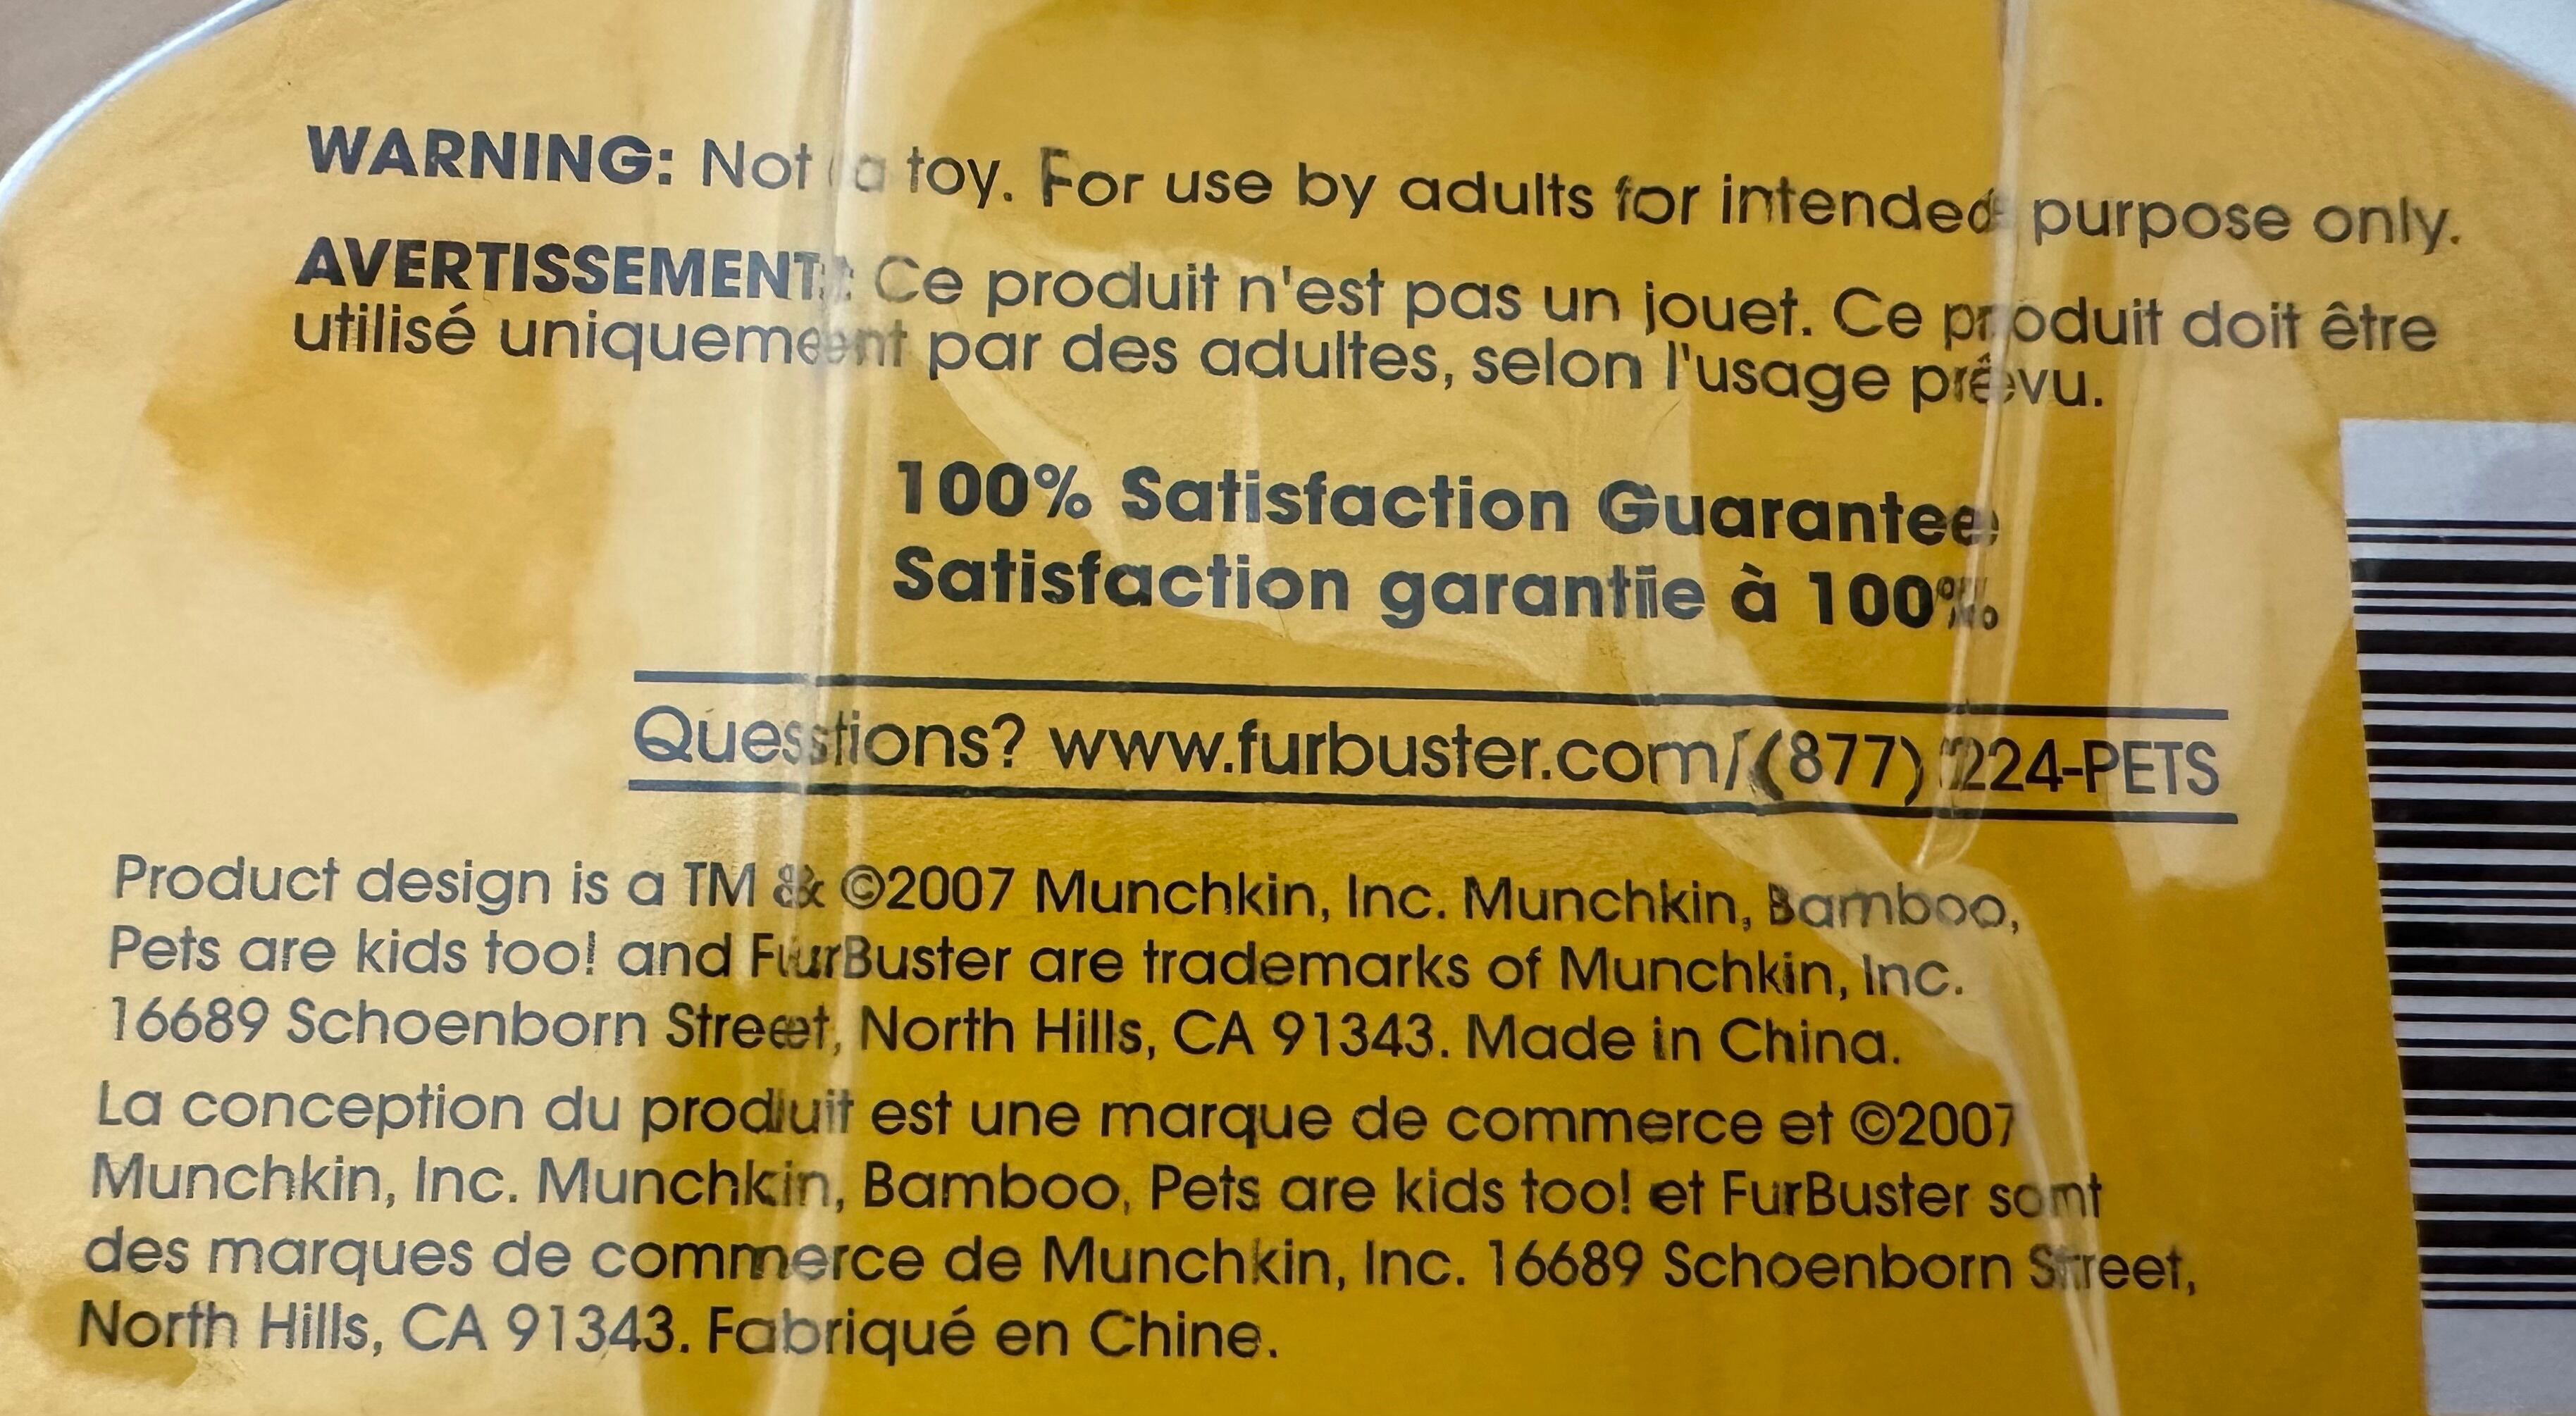 WARNING: Not a toy. For use by adults for intended purpose only.
AVERTISSEMENT: Ce produit n'est pas un jouet. Ce produit doit être
utilisé uniquement par des adultes, selon l'usage prévu.
100% Satisfaction Guarantee
Satisfaction garantie à 100%
Questions? www.furbuster.com/(877) 224-PETS
Product design is a TM & ©2007 Munchkin, Inc. Munchkin, Bamboo,
Pets are kids too! and FurBuster are trademarks of Munchkin, Inc.
16689 Schoenborn Street, North Hills, CA 91343. Made in China.
La conception du produit est une marque de commerce et ©2007
Munchkin, Inc. Munchkin, Bamboo, Pets are kids too! et FurBuster sont
des marques de commerce de Munchkin, Inc. 16689 Schoenborn Street,
North Hills, CA 91343. Fabriqué en Chine.